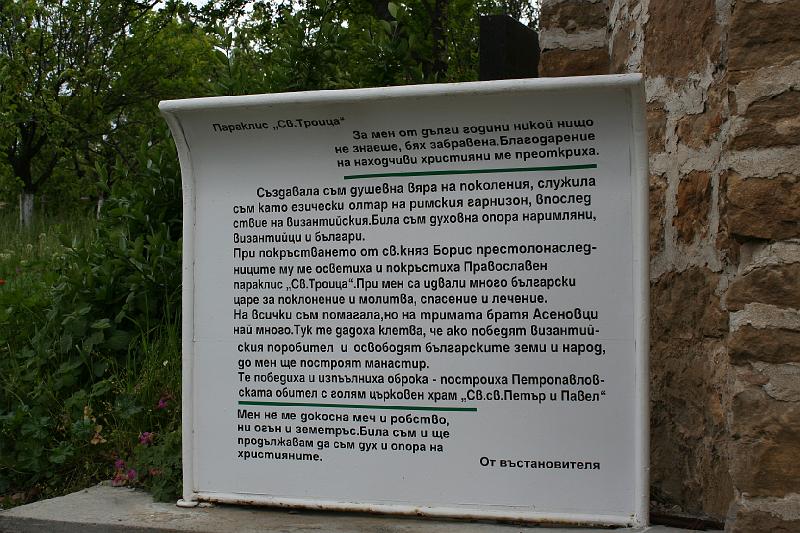 Параклис „Св.Троица“
За мен от дълги години никой нищо
не знаеше, бях забравена.Благодарение
на находчиви християни ме преоткриха.
Създавала съм душевна вяра на поколения, служила
съм като езически олтар на римския гарнизон, впослед
ствие на византийския.Била съм духовна опора наримляни,
византийци и българи.
При покръстването от св.княз Борис престолонаслед-
ниците му ме осветиха и покръстиха Православен
параклис „Св.Троица“.При мен са идвали много български
царе за поклонение и молитва, спасение и лечение.
На всички съм помагала,но на тримата братя Асеновци
най много.Тук те дадоха клетва, че ако победят византий-
ския поробител и освободят българските земи и народ,
до мен ще построят манастир.
Те победиха и изпъълниха оброка - построиха Петропавлов-
ската обител с голям църковен храм „Св.св.Петър и Павел“
Мен не ме докосна меч и робство,
ни огън и земетръс.Била съм и ще
продължавам да съм дух и опора на
християните.
От въстановителя